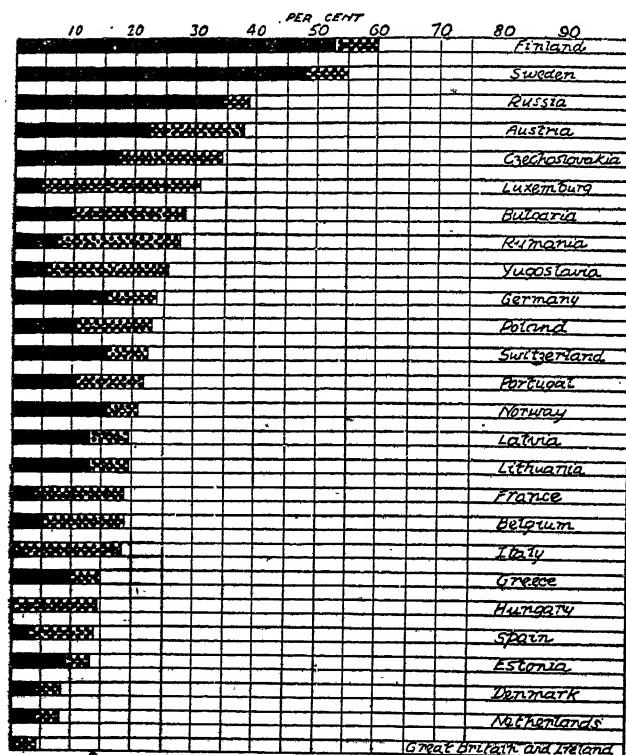 PER CENT
10 20 30 40 50 60 70 80 90
Finland
Sweden
Russia
Austria
Czechoslovakia
Luxemburg
Bulgaria
Rumania
Yugoslavia
Germany
Poland
Switzerland
Portugal
Norway
Latvia
Lithuania
France
Belgium
Italy
Greece
Hungary
Spain
Estonia
Denmark
Netherlands
Great Britain and Ireland